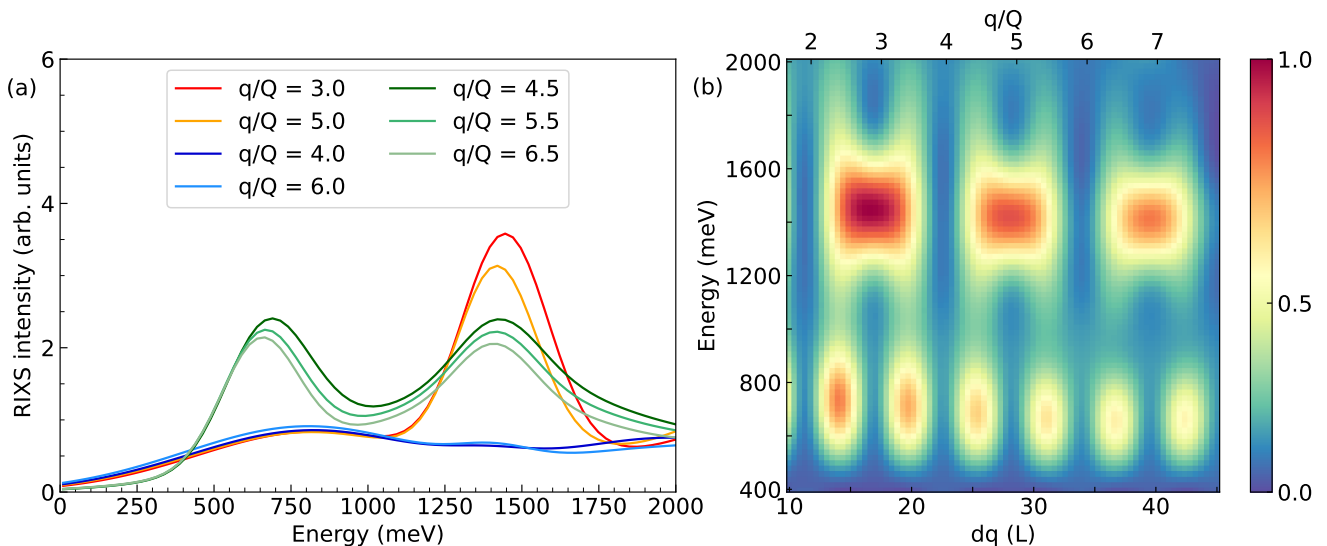 (a)
RIXS intensity (arb. units)
6
4
2
0
q/Q = 3.0
q/Q = 5.0
q/Q = 4.0
q/Q = 6.0
q/Q = 4.5
q/Q = 5.5
q/Q = 6.5
0 250 500 750 1000 1250 1500 1750 2000
Energy (meV)
(b)
q/Q
2 3 4 5 6 7
Energy (meV)
2000
1600
1200
800
400
10 20 30 40
dq (L)
1.0
0.5
0.0